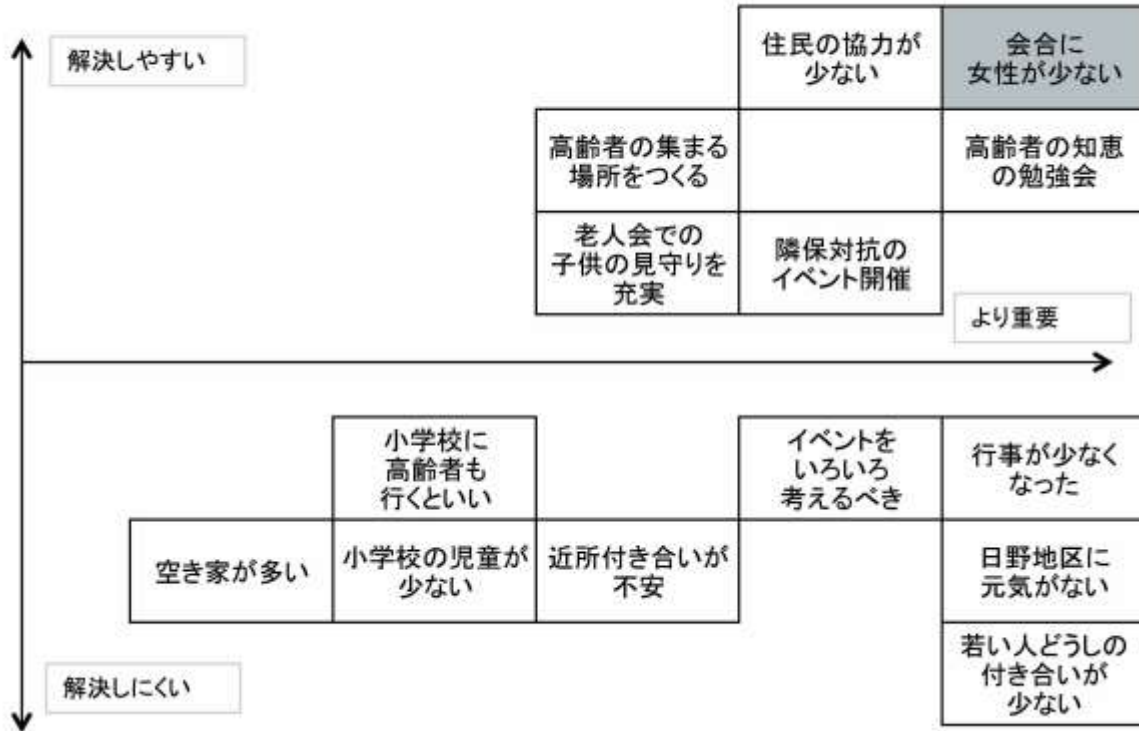 解決しやすい
住民の協力が
少ない
会合に
女性が少ない
高齢者の集まる
場所をつくる
高齢者の知恵
の勉強会
老人会での
子供の見守りを
充実
隣保対抗の
イベント開催
より重要
小学校に
高齢者も
行くといい
イベントを
いろいろ
考えるべき
行事が少なく
なった
空き家が多い
小学校の児童が
少ない
近所付き合いが
不安
日野地区に
元気がない
解決しにくい
若い人どうしの
付き合いが
少ない